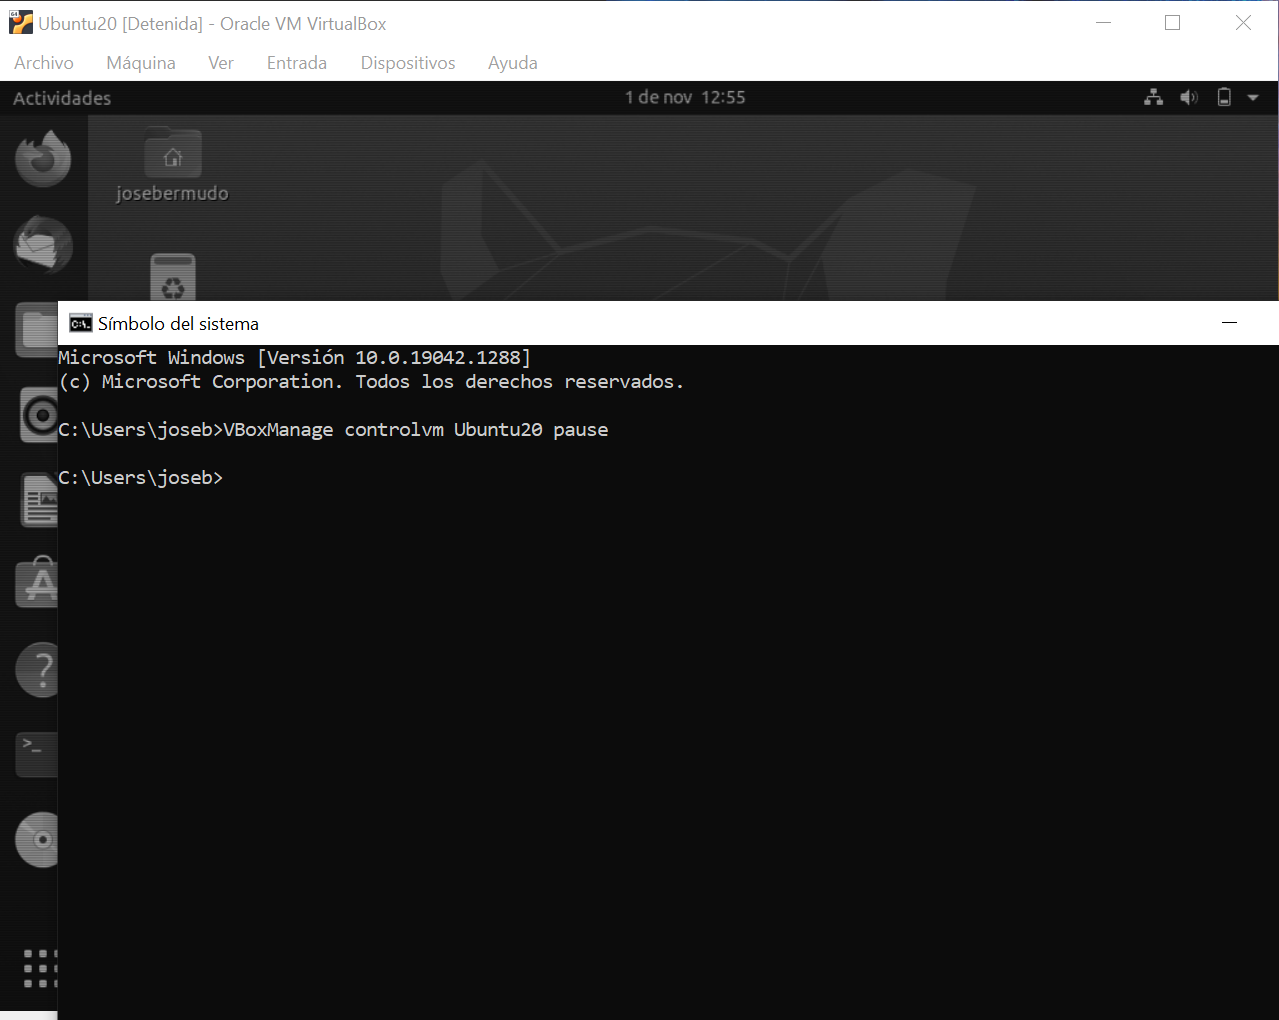 Ubuntu20 [Detenida] - Oracle VM VirtualBox
Archivo Máquina Ver Entrada Dispositivos Ayuda
Actividades 1 de nov 12:55
josebermudo
Símbolo del sistema
Microsoft Windows [Versión 10.0.19042.1288]
(c) Microsoft Corporation. Todos los derechos reservados.
C:\Users\joseb>VBoxManage controlvm Ubuntu20 pause
C:\Users\joseb>